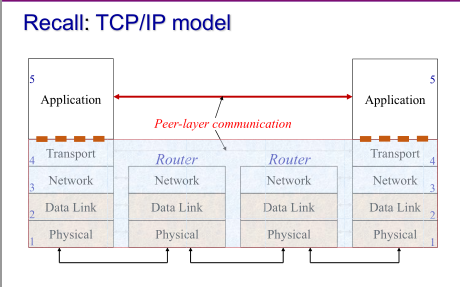 Recall: TCP/IP model
5 5
Application Application
Peer-layer communication
Transport Router Router Transport
4 4
Network Network Network Network
3 3
Data Link Data Link Data Link Data Link
2 2
Physical Physical Physical Physical
1 1